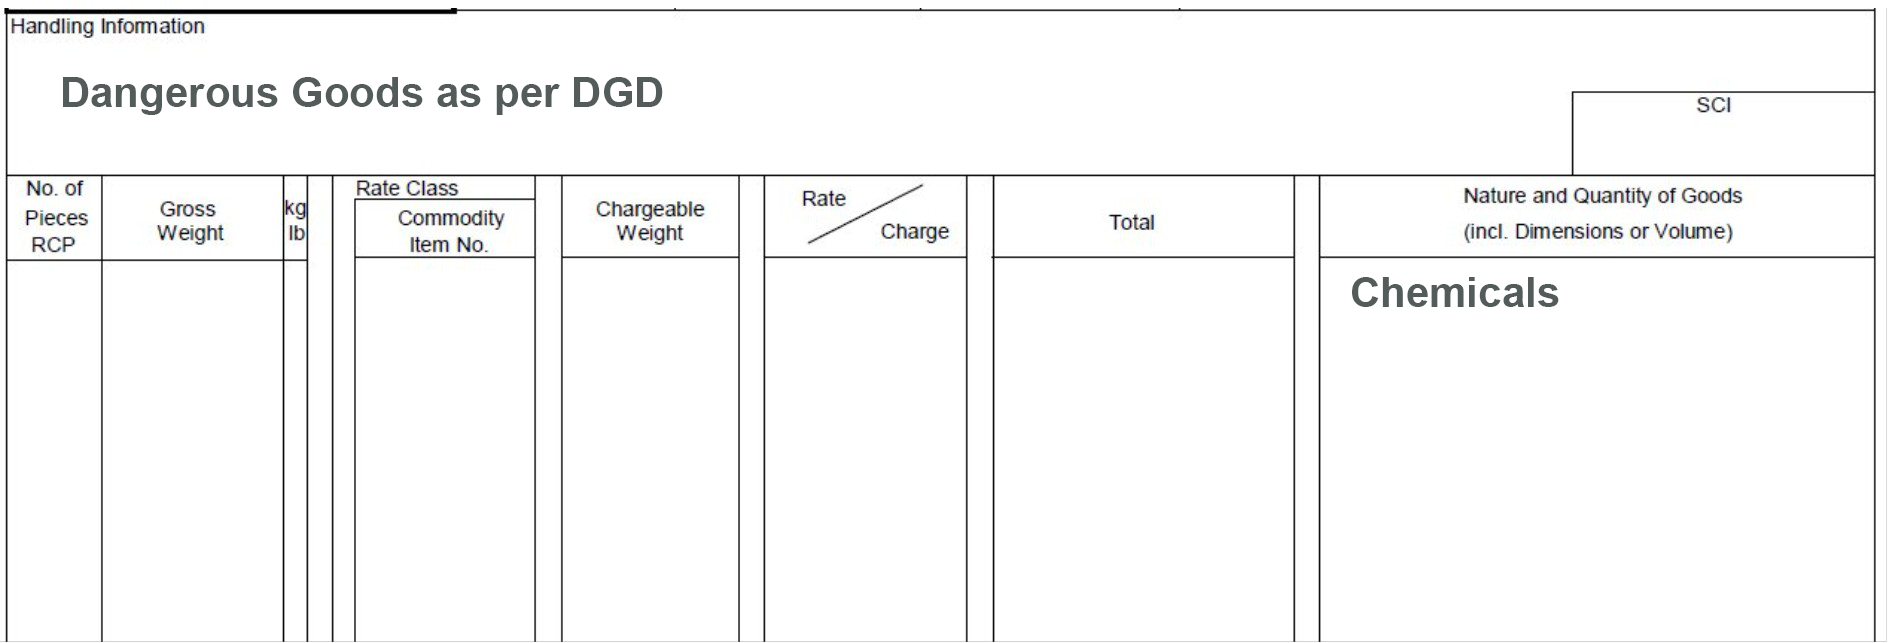 Handling Information
Dangerous Goods as per DGD
SCI
No. of
Pieces
RCP
Gross
Weight
kg
lb
Rate Class
Commodity
Item No.
Chargeable
Weight
Rate
Charge
Total
Nature and Quantity of Goods
(incl. Dimensions or Volume)
Chemicals